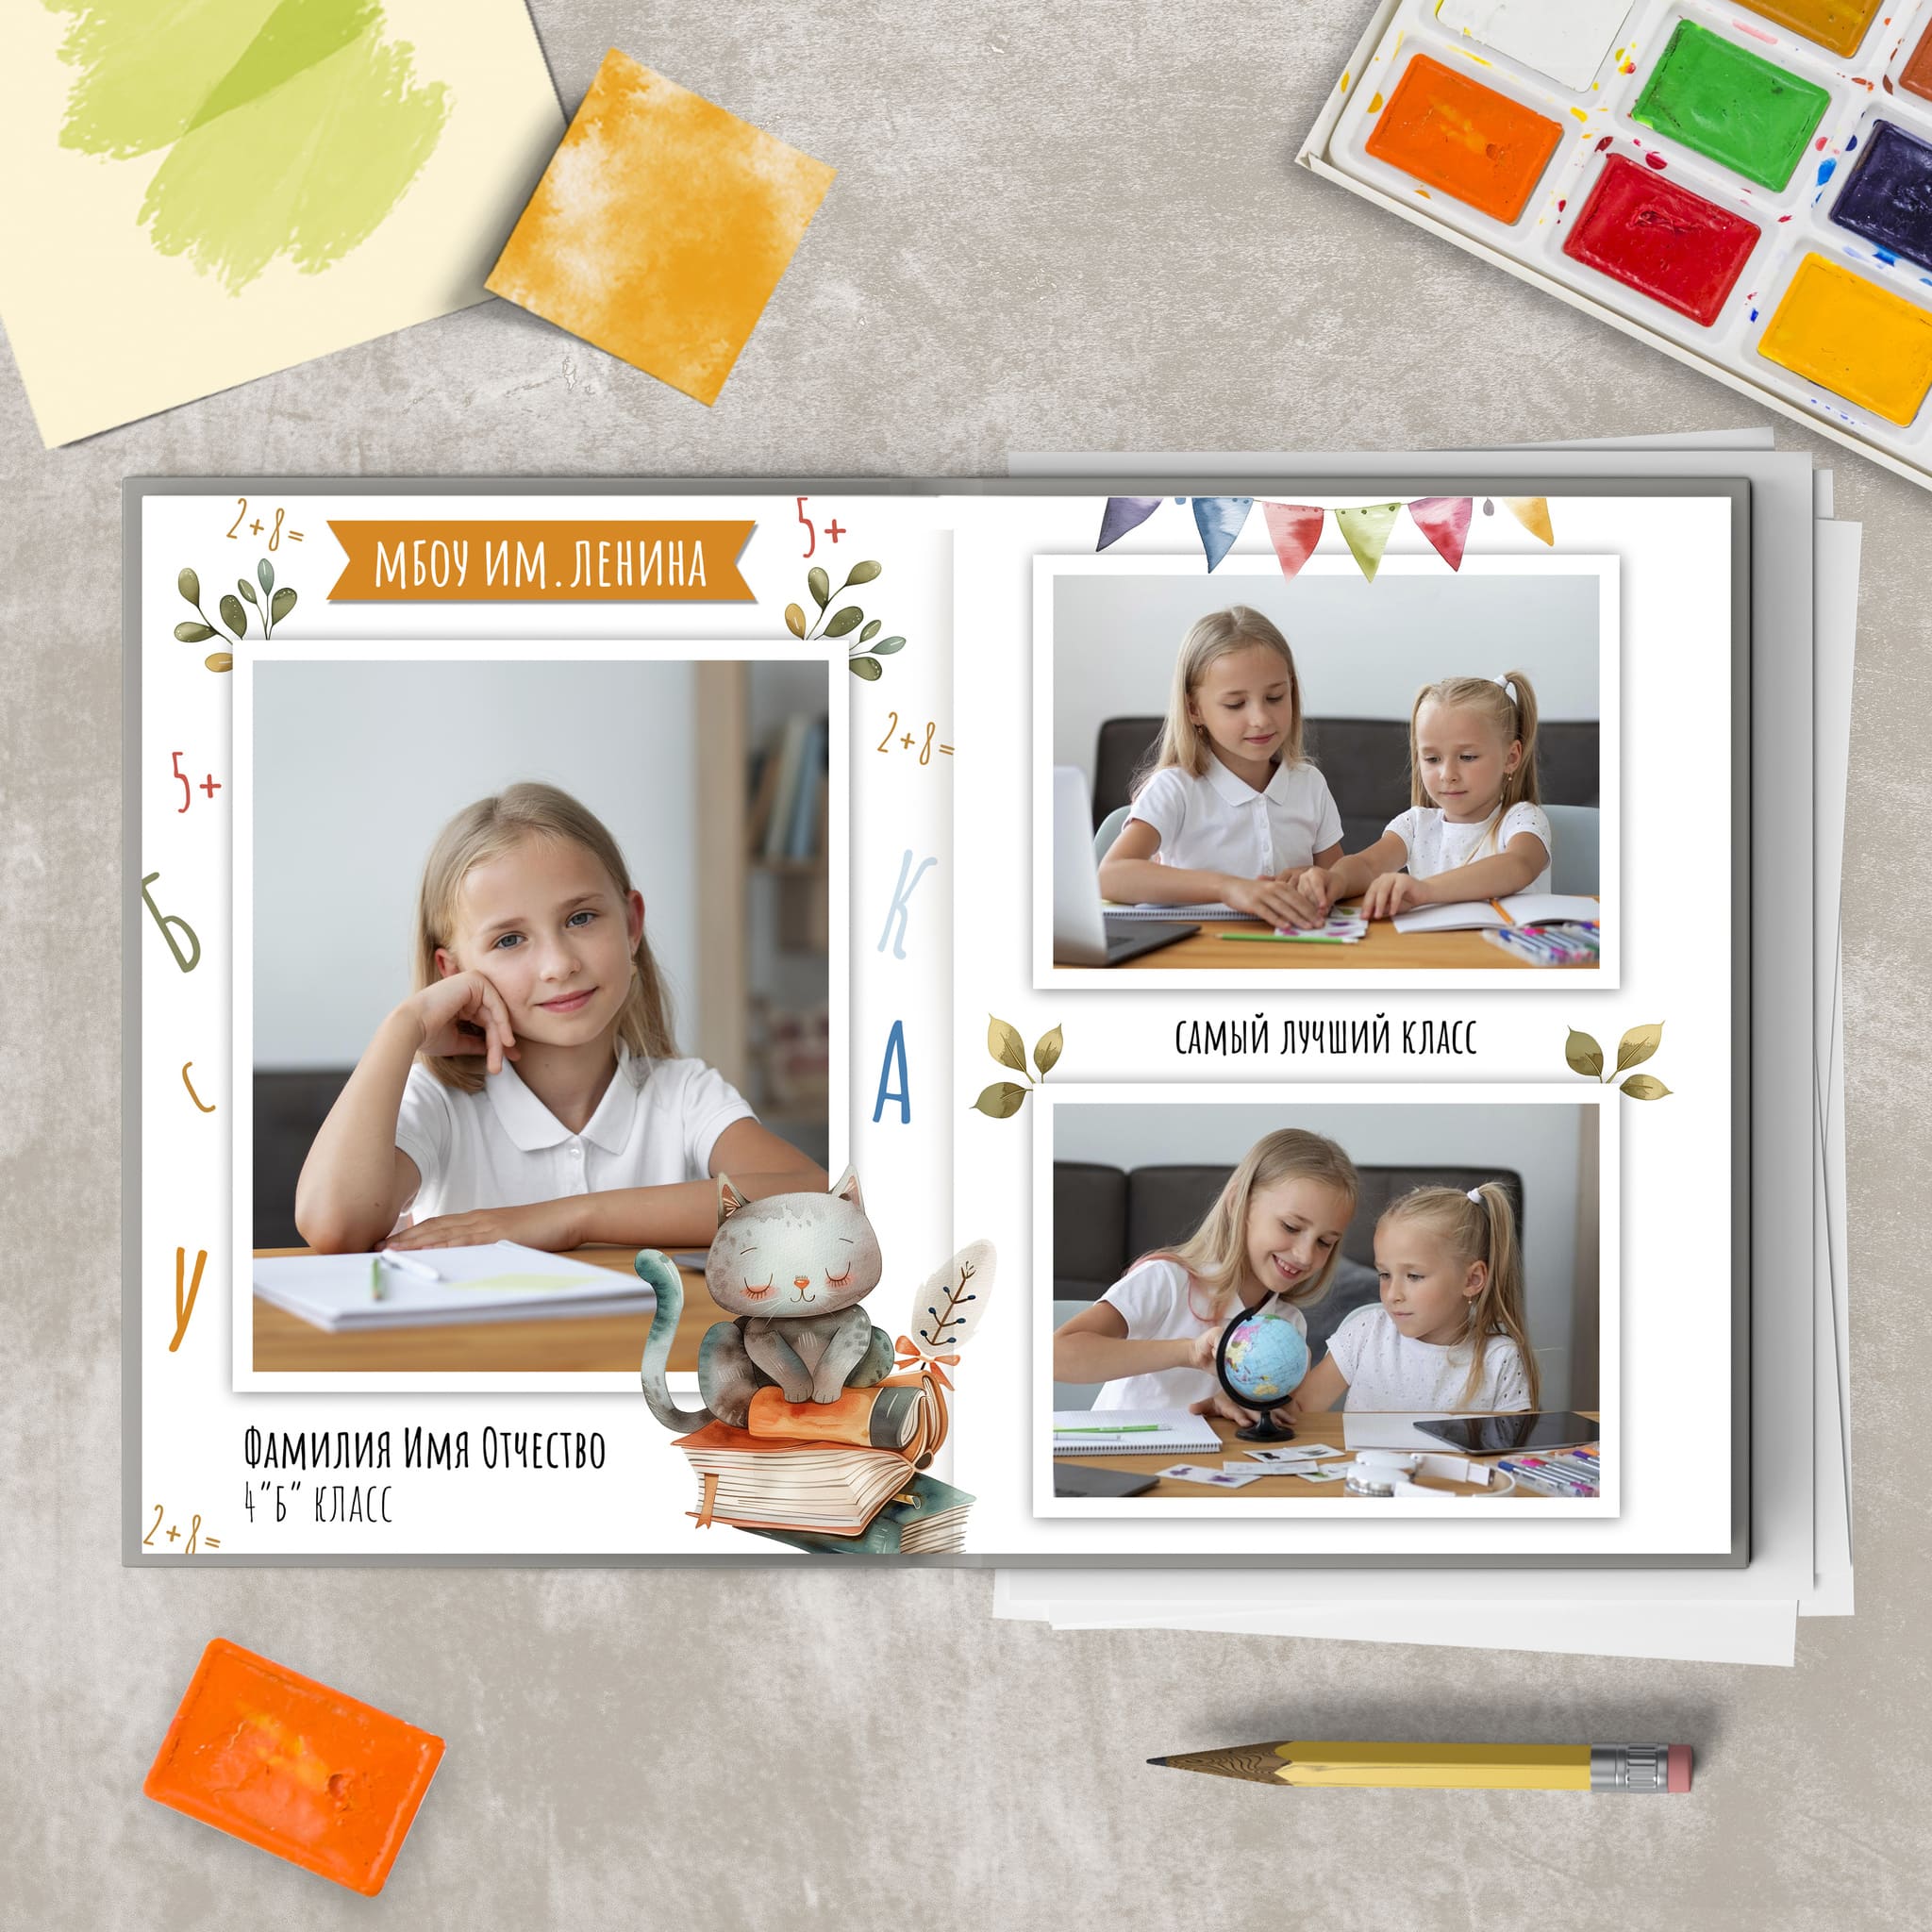 2+8=
МБОУ ИМ. ЛЕНИНА
5+
2+8=
5+
К
Б
А
С
У
Фамилия Имя Отчество
4"Б" класс
2+8=
самый лучший класс